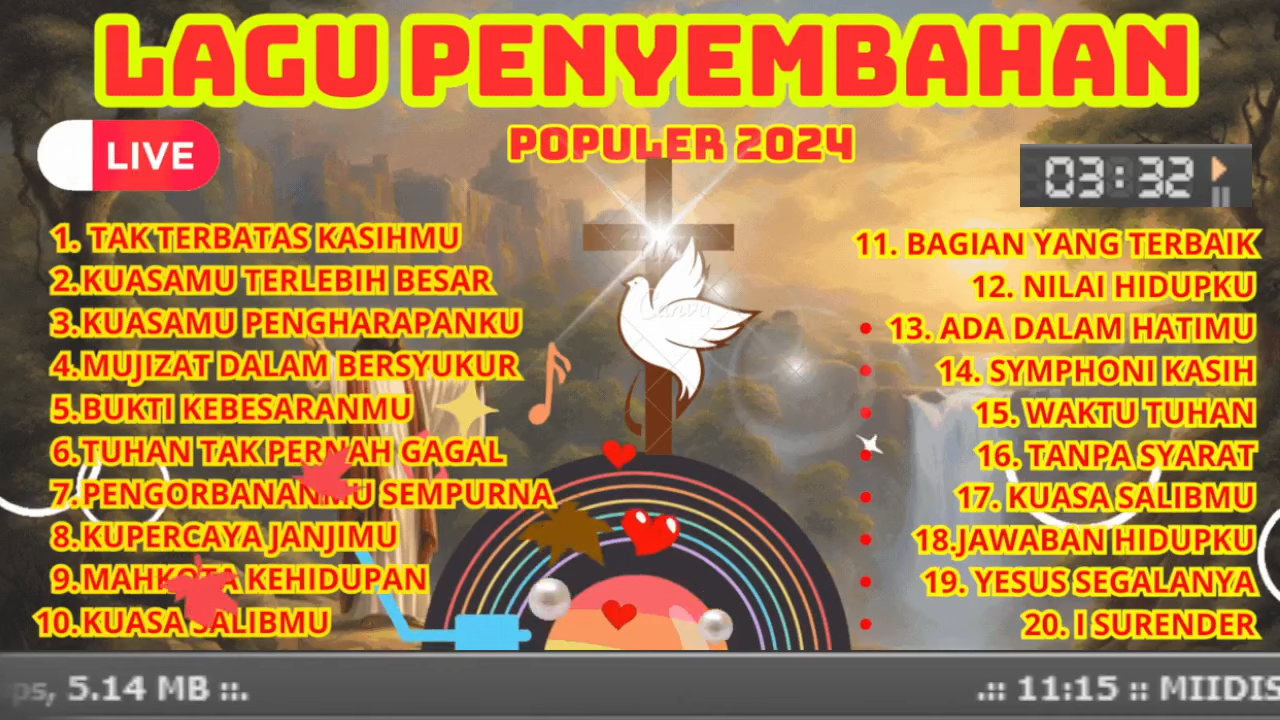 LAGU PENYEMBAHAN
POPULER 2024
LIVE
03:32
1. TAK TERBATAS KASIHMU
2.KUASAMU TERLEBIH BESAR
3.KUASAMU PENGHARAPANKU
4.MUJIZAT DALAM BERSYUKUR
5.BUKTI KEBESARANMU
6.TUHAN TAK PERNAH GAGAL
7.PENGORBANANMU SEMPURNA
8.KUPERCAYA JANJIMU
9.MAHKOTA KEHIDUPAN
10.KUASA SALIBMU
11. BAGIAN YANG TERBAIK
12. NILAI HIDUPKU
13. ADA DALAM HATIMU
14. SYMPHONI KASIH
15. WAKTU TUHAN
16. TANPA SYARAT
17. KUASA SALIBMU
18.JAWABAN HIDUPKU
19. YESUS SEGALANYA
20. I SURENDER
Canva
ps, 5.14 MB ::. .:: 11:15 :: MIIDIS